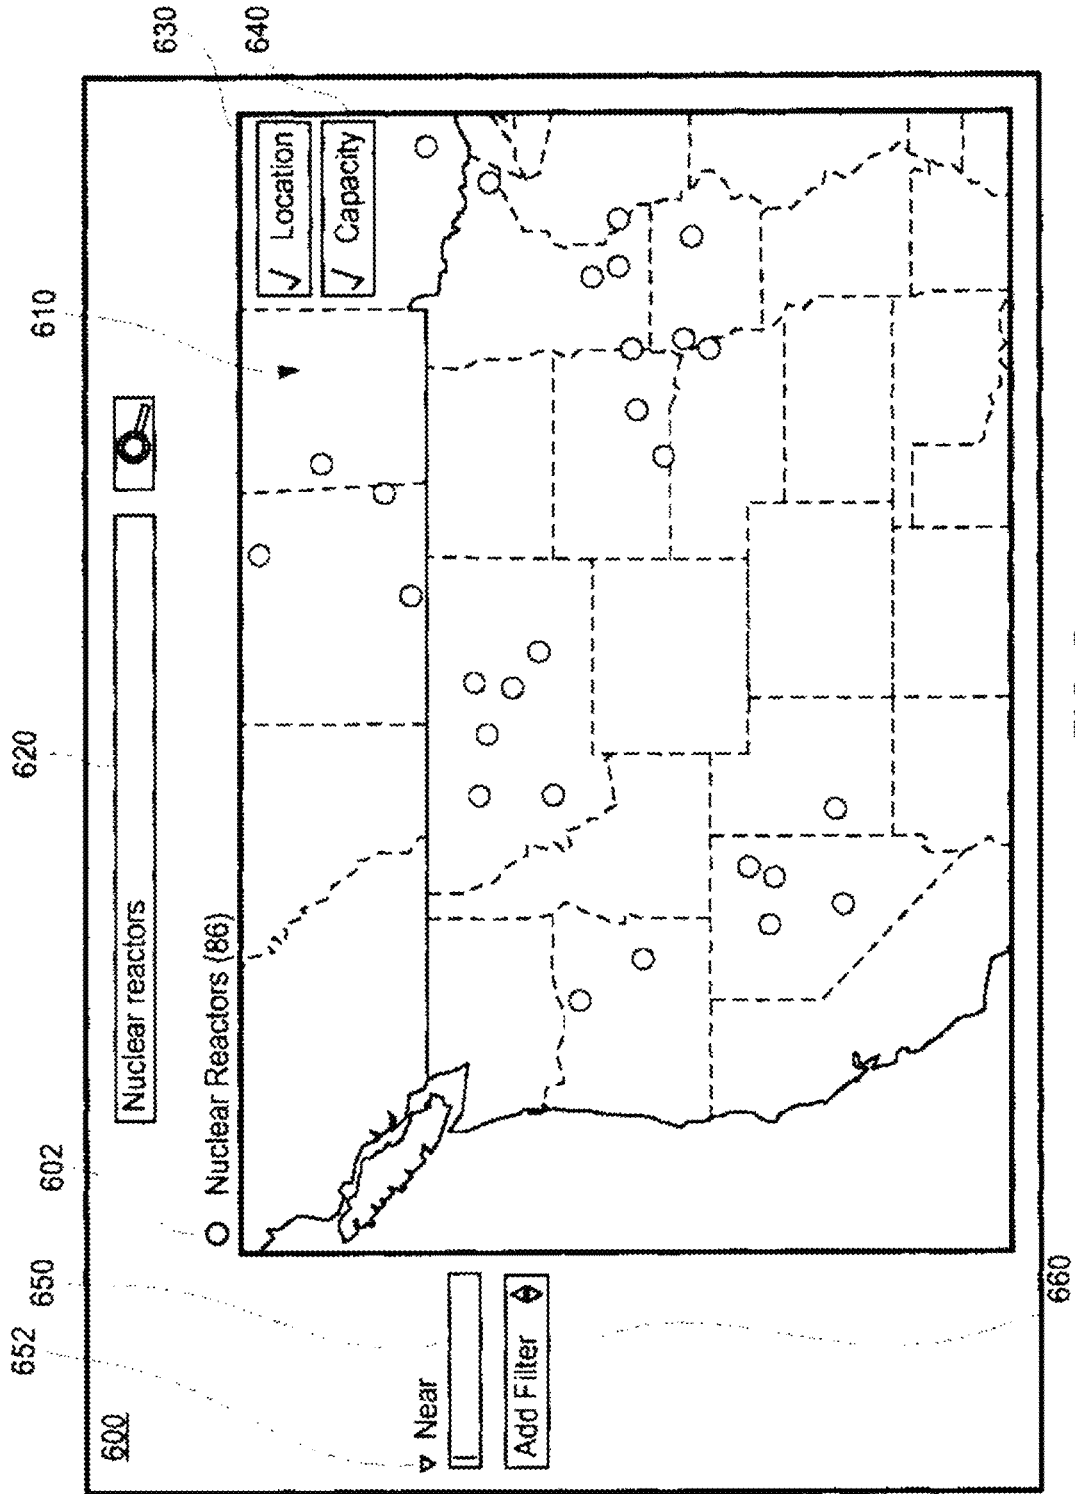 600
652
650
602
620
610
630
640
Nuclear reactors
Nuclear Reactors (86)
✓ Location
✓ Capacity
Near
Add Filter
660